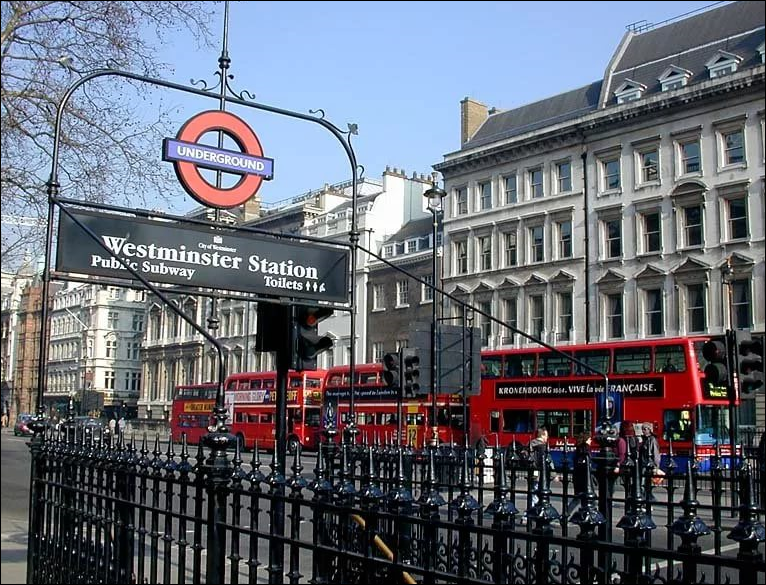 UNDERGROUND
City of Westminster
Westminster Station
Public Subway
Toilets
KRONENBOURG 1664. VIVE la FRANÇAISE.